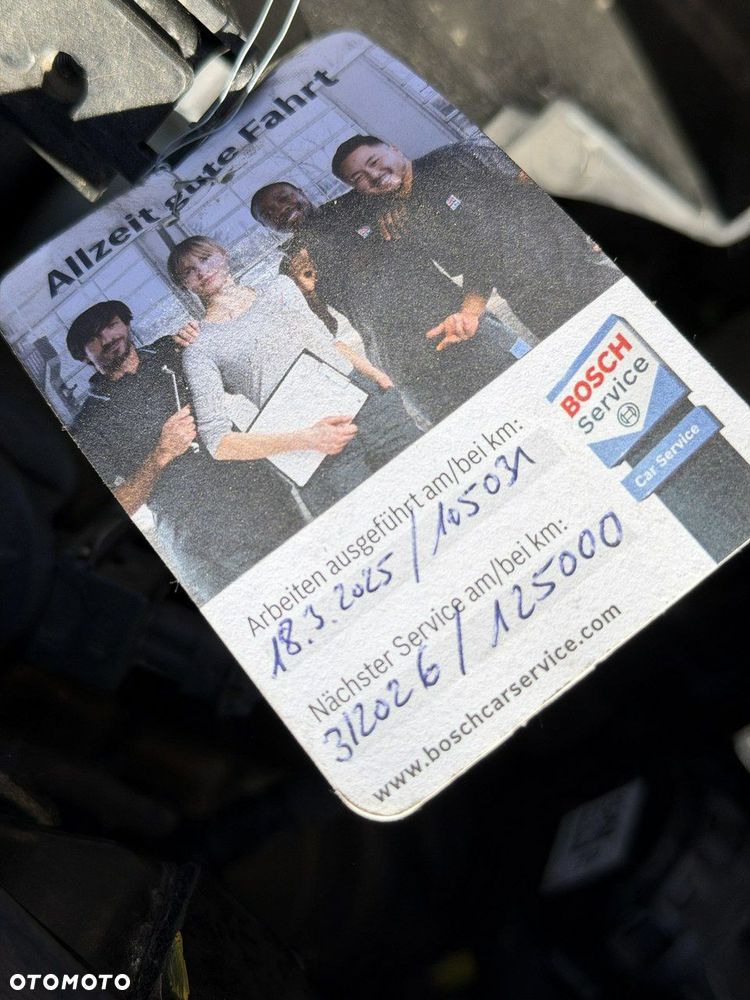 Allzeit gute Fahrt
BOSCH
Service
Car Service
Arbeiten ausgeführt am/bei km:
18.3.2025 / 105031
Nächster Service am/bei km:
3/2026 / 125000
www.boschcarservice.com
OTOMOTO